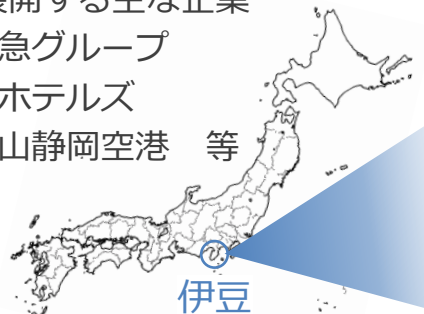 展開する主な企業
急グループ
ホテルズ
山静岡空港　等
伊豆